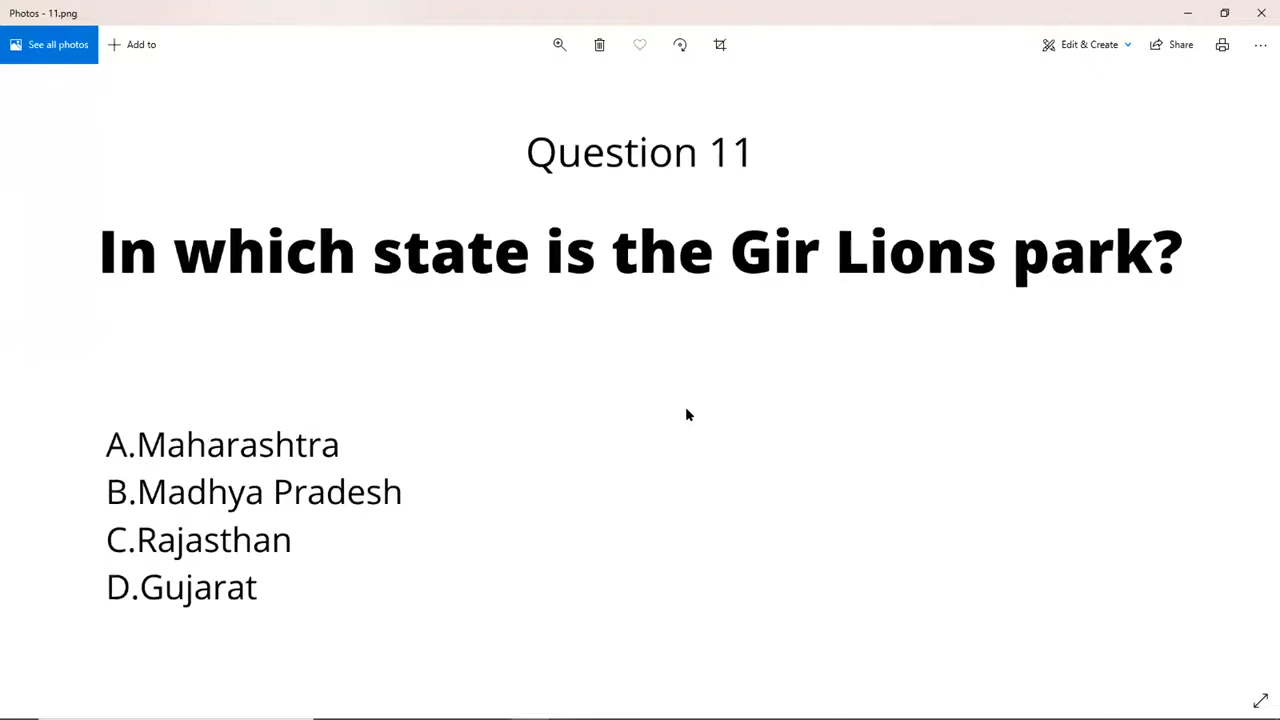 Photos - 11.png
See all photos
Add to
Edit & Create
Share
Question 11
In which state is the Gir Lions park?
A.Maharashtra
B.Madhya Pradesh
C.Rajasthan
D.Gujarat